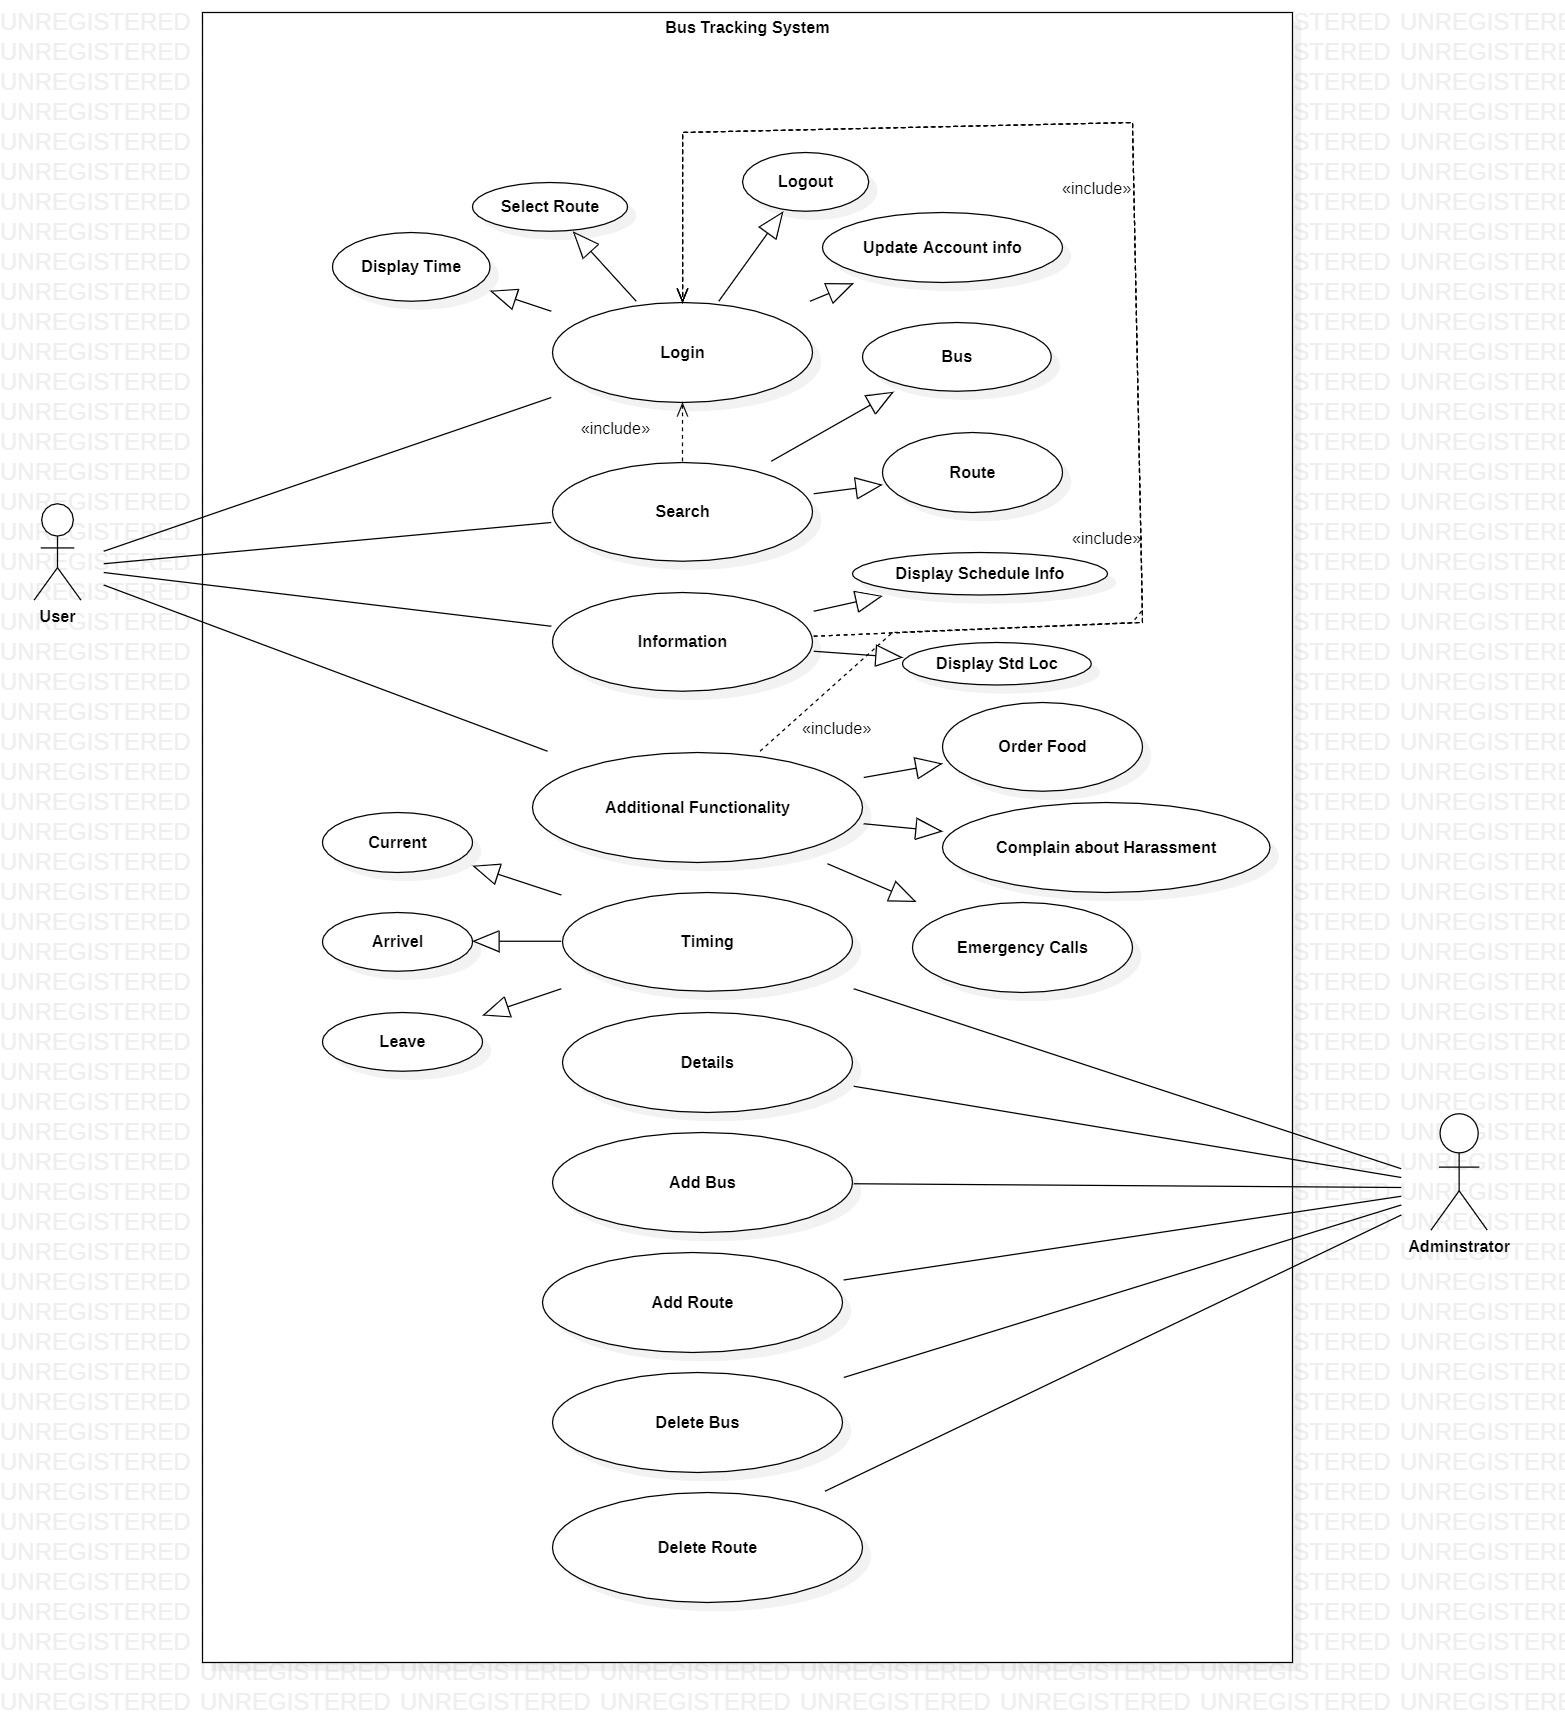 Bus Tracking System
«include»
Logout
Select Route
Update Account info
Display Time
Login
Bus
«include»
Route
Search
«include»
Display Schedule Info
User
Information
Display Std Loc
«include»
Order Food
Additional Functionality
Current
Complain about Harassment
Arrivel
Timing
Emergency Calls
Leave
Details
Add Bus
Adminstrator
Add Route
Delete Bus
Delete Route
UNREGISTERED